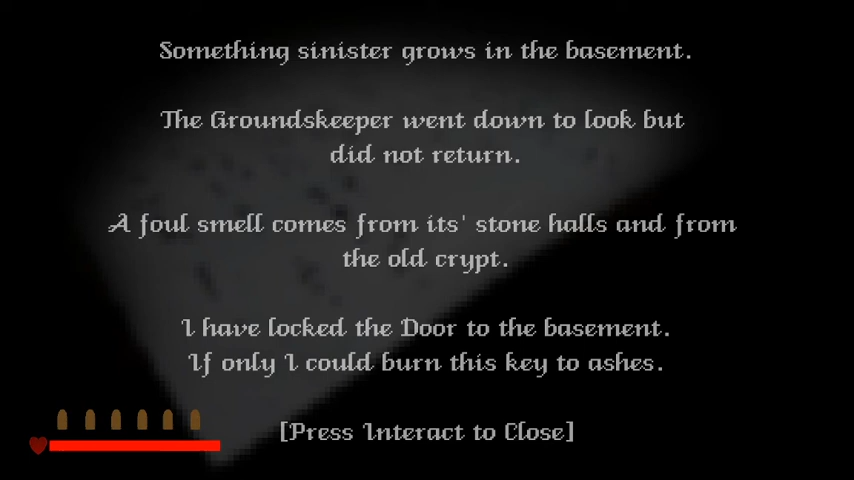 Something sinister grows in the basement.
The Groundskeeper went down to look but
did not return.
A foul smell comes from its' stone halls and from
the old crypt.
I have locked the Door to the basement.
If only I could burn this key to ashes.
[Press Interact to Close]